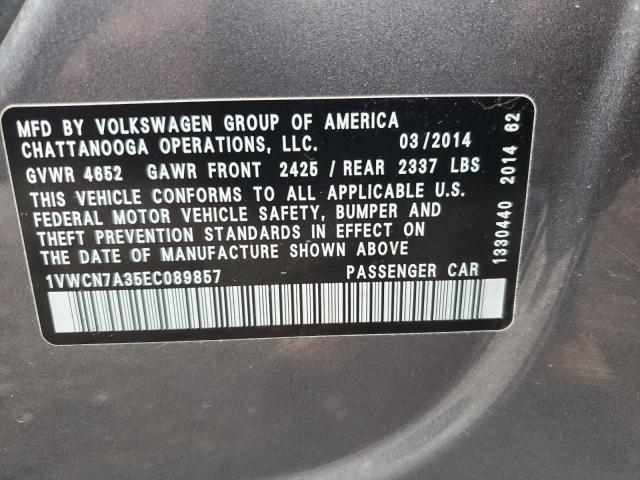 MFD BY VOLKSWAGEN GROUP OF AMERICA
CHATTANOOGA OPERATIONS, LLC. 03/2014
GVWR 4652 GAWR FRONT 2425 / REAR 2337 LBS
THIS VEHICLE CONFORMS TO ALL APPLICABLE U.S.
FEDERAL MOTOR VEHICLE SAFETY, BUMPER AND
THEFT PREVENTION STANDARDS IN EFFECT ON
THE DATE OF MANUFACTURE SHOWN ABOVE
1VWCN7A35EC089857 PASSENGER CAR
1330440 2014 62